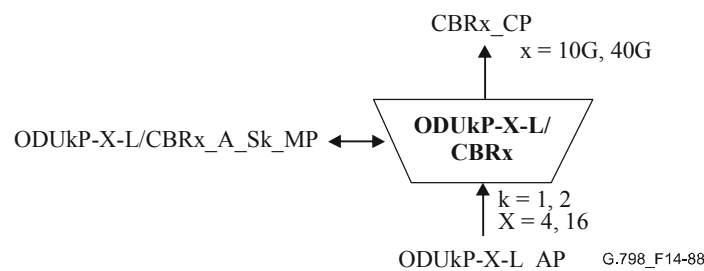 CBRx_CP
x = 10G, 40G
ODUkP-X-L/
CBRx
ODUkP-X-L/CBRx_A_Sk_MP
k = 1, 2
X = 4, 16
ODUkP-X-L_AP
G.798_F14-88